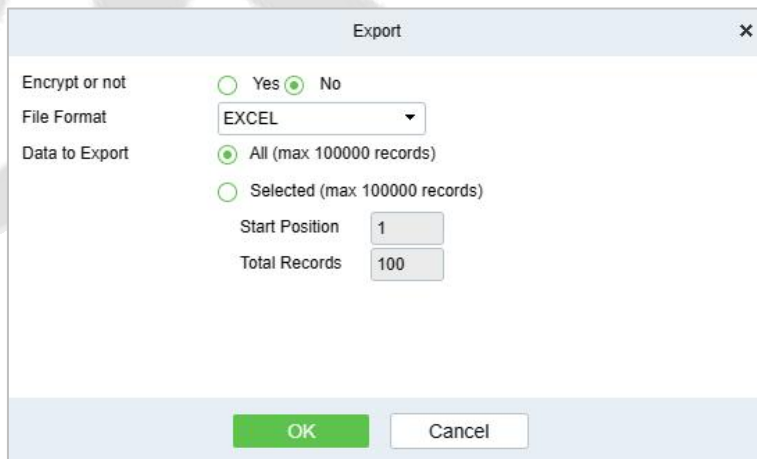 Export
Encrypt or not Yes No
File Format EXCEL
Data to Export All (max 100000 records)
Selected (max 100000 records)
Start Position 1
Total Records 100
OK Cancel